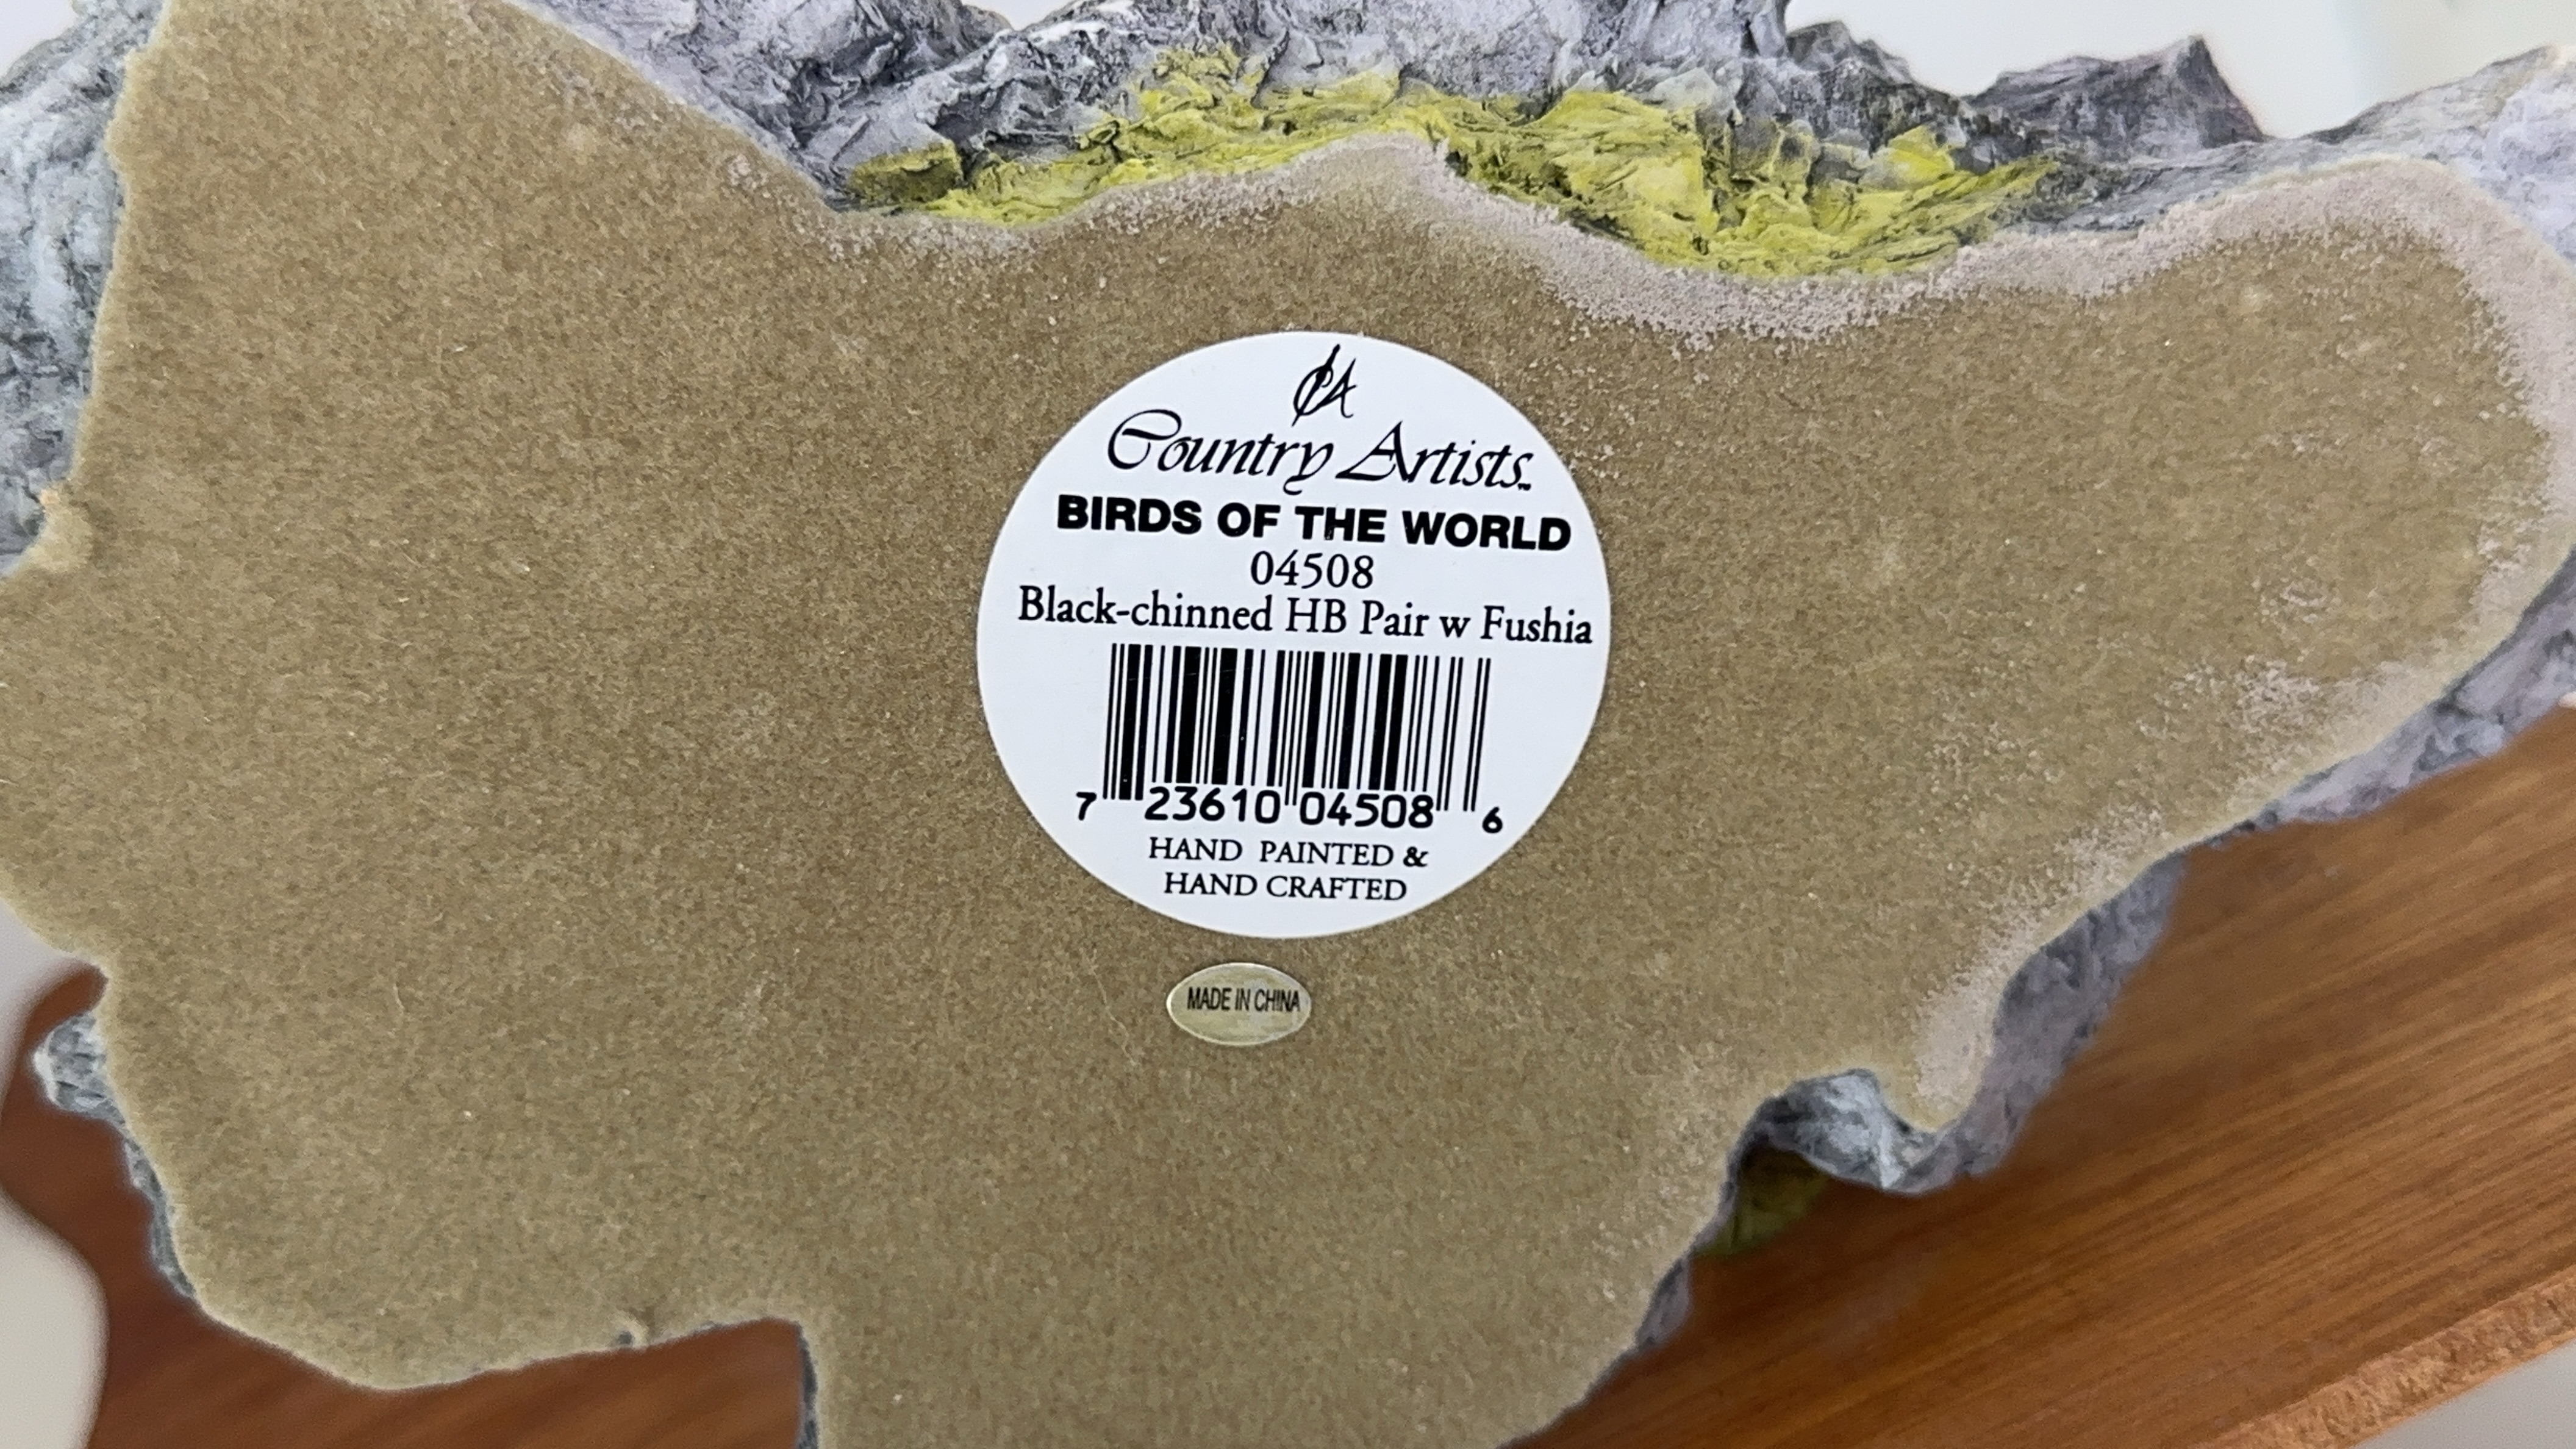 CA
Country Artists™
BIRDS OF THE WORLD
04508
Black-chinned HB Pair w Fushia
7 23610 04508 6
HAND PAINTED &
HAND CRAFTED
MADE IN CHINA